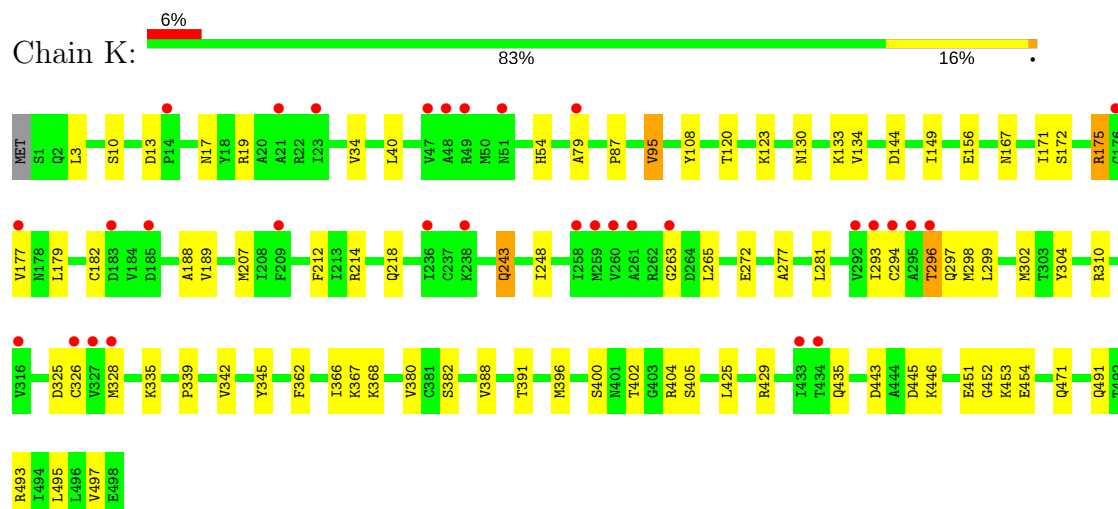 6%
Chain K:
83%
16%
•
MET S1 Q2 L3 S10 D13 P14 N17 Y18 R19 A20 A21 R22 I23 V34 L40 V47 A48 R49 M50 N51 H54 A79 P87 V95 Y108 T120 K123 N130 K133 V134 D144 I149 E156 N167 I171 S172 R175 G176
V177 N178 L179 C182 D183 V184 D185 A188 V189 M207 I208 F209 F212 I213 R214 Q218 I236 C237 K238 Q243 I248 I258 M259 V260 A261 R262 G263 D264 L265 E272 A277 L281 V292 I293 C294 A295 T296 Q297 M298 L299 M302 T303 Y304 R310
V316 D325 C326 V327 M328 K335 P339 V342 Y345 F362 I366 K367 K368 V380 C381 S382 V388 T391 M396 S400 N401 T402 G403 R404 S405 L425 R429 I433 T434 Q435 D443 A444 D445 K446 E451 G452 K453 E454 Q471 Q491 T492
R493 I494 L495 L496 V497 E498